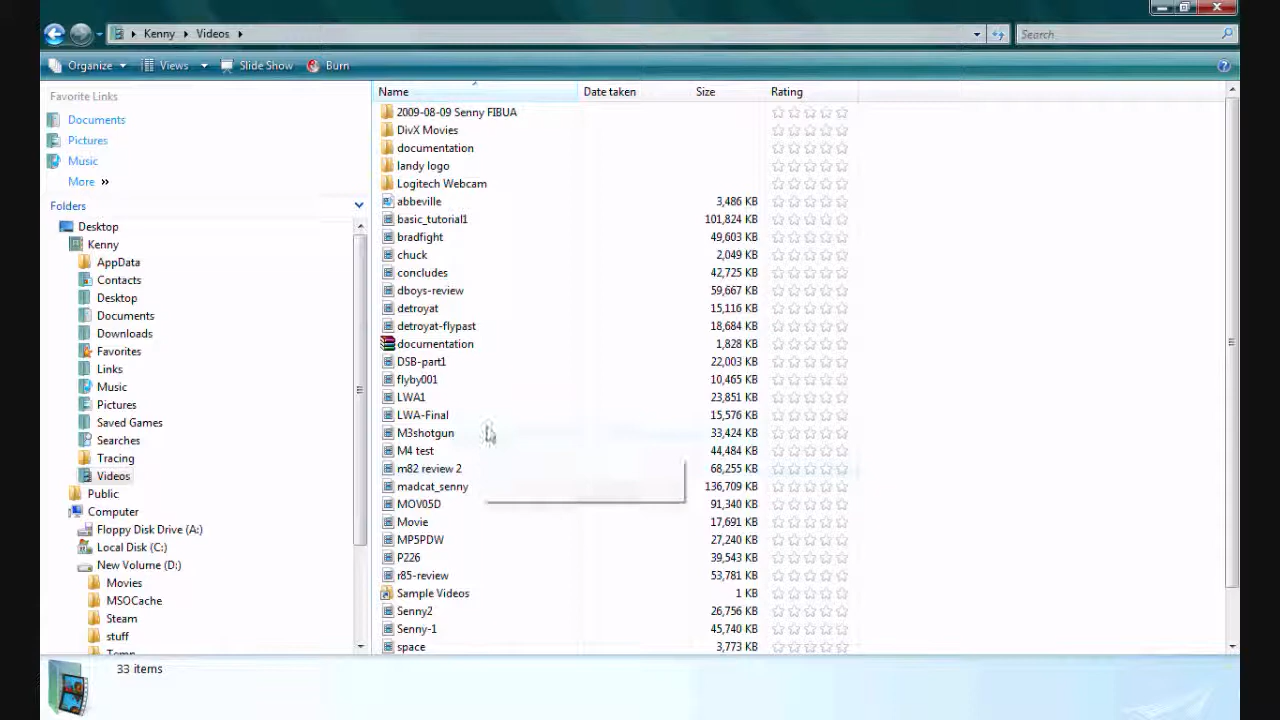 Kenny Videos Search
Organize Views Slide Show Burn
Favorite Links
Documents
Pictures
Music
More »
Folders
Desktop
Kenny
AppData
Contacts
Desktop
Documents
Downloads
Favorites
Links
Music
Pictures
Saved Games
Searches
Tracing
Videos
Public
Computer
Floppy Disk Drive (A:)
Local Disk (C:)
New Volume (D:)
Movies
MSOCache
Steam
stuff
Temp
Name Date taken Size Rating
2009-08-09 Senny FIBUA
DivX Movies
documentation
landy logo
Logitech Webcam
abbeville 3,486 KB
basic_tutorial1 101,824 KB
bradfight 49,603 KB
chuck 2,049 KB
concludes 42,725 KB
dboys-review 59,667 KB
detroyat 15,116 KB
detroyat-flypast 18,684 KB
documentation 1,828 KB
DSB-part1 22,003 KB
flyby001 10,465 KB
LWA1 23,851 KB
LWA-Final 15,576 KB
M3shotgun 33,424 KB
M4 test 44,484 KB
m82 review 2 68,255 KB
madcat_senny 136,709 KB
MOV05D 91,340 KB
Movie 17,691 KB
MP5PDW 27,240 KB
P226 39,543 KB
r85-review 53,781 KB
Sample Videos 1 KB
Senny2 26,756 KB
Senny-1 45,740 KB
space 3,773 KB
33 items